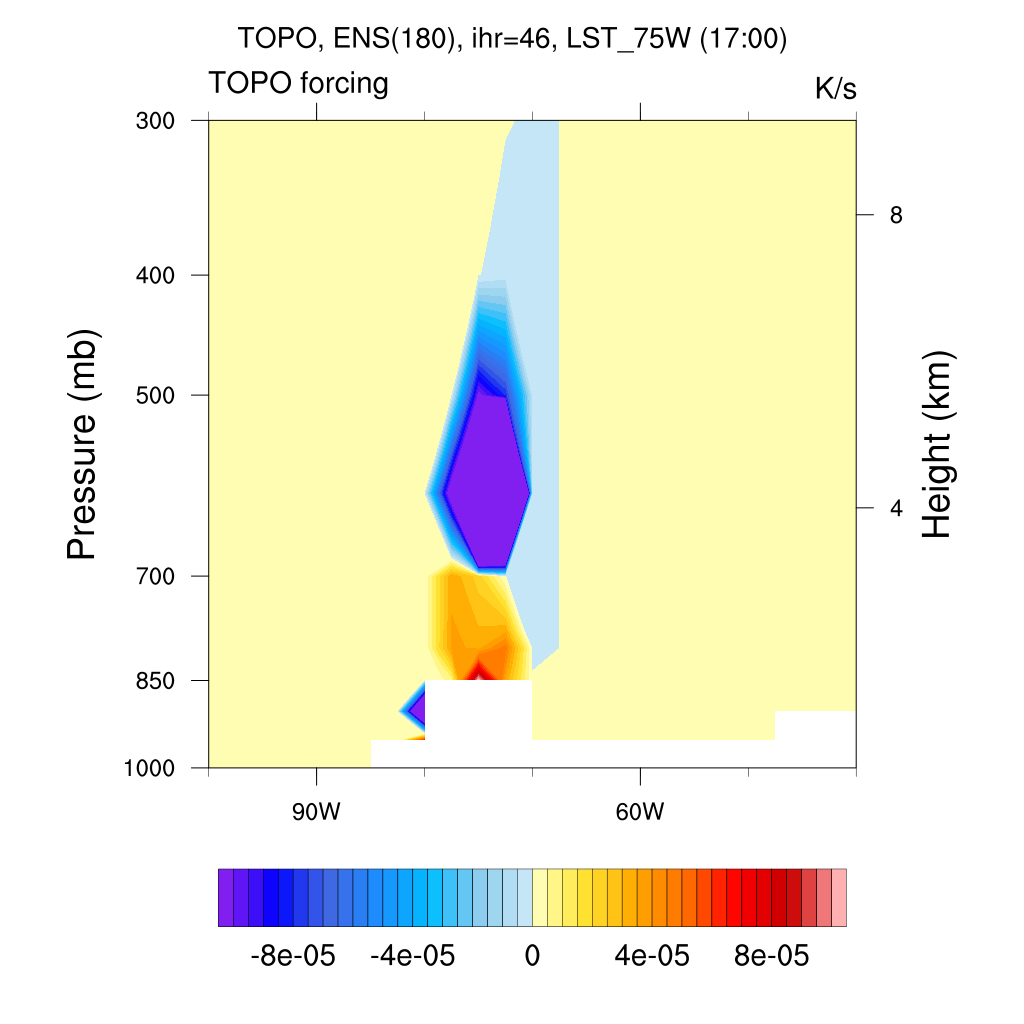 TOPO, ENS(180), ihr=46, LST_75W (17:00)
TOPO forcing
K/s
300
400
500
700
850
1000
Pressure (mb)
8
4
Height (km)
90W
60W
-8e-05
-4e-05
0
4e-05
8e-05